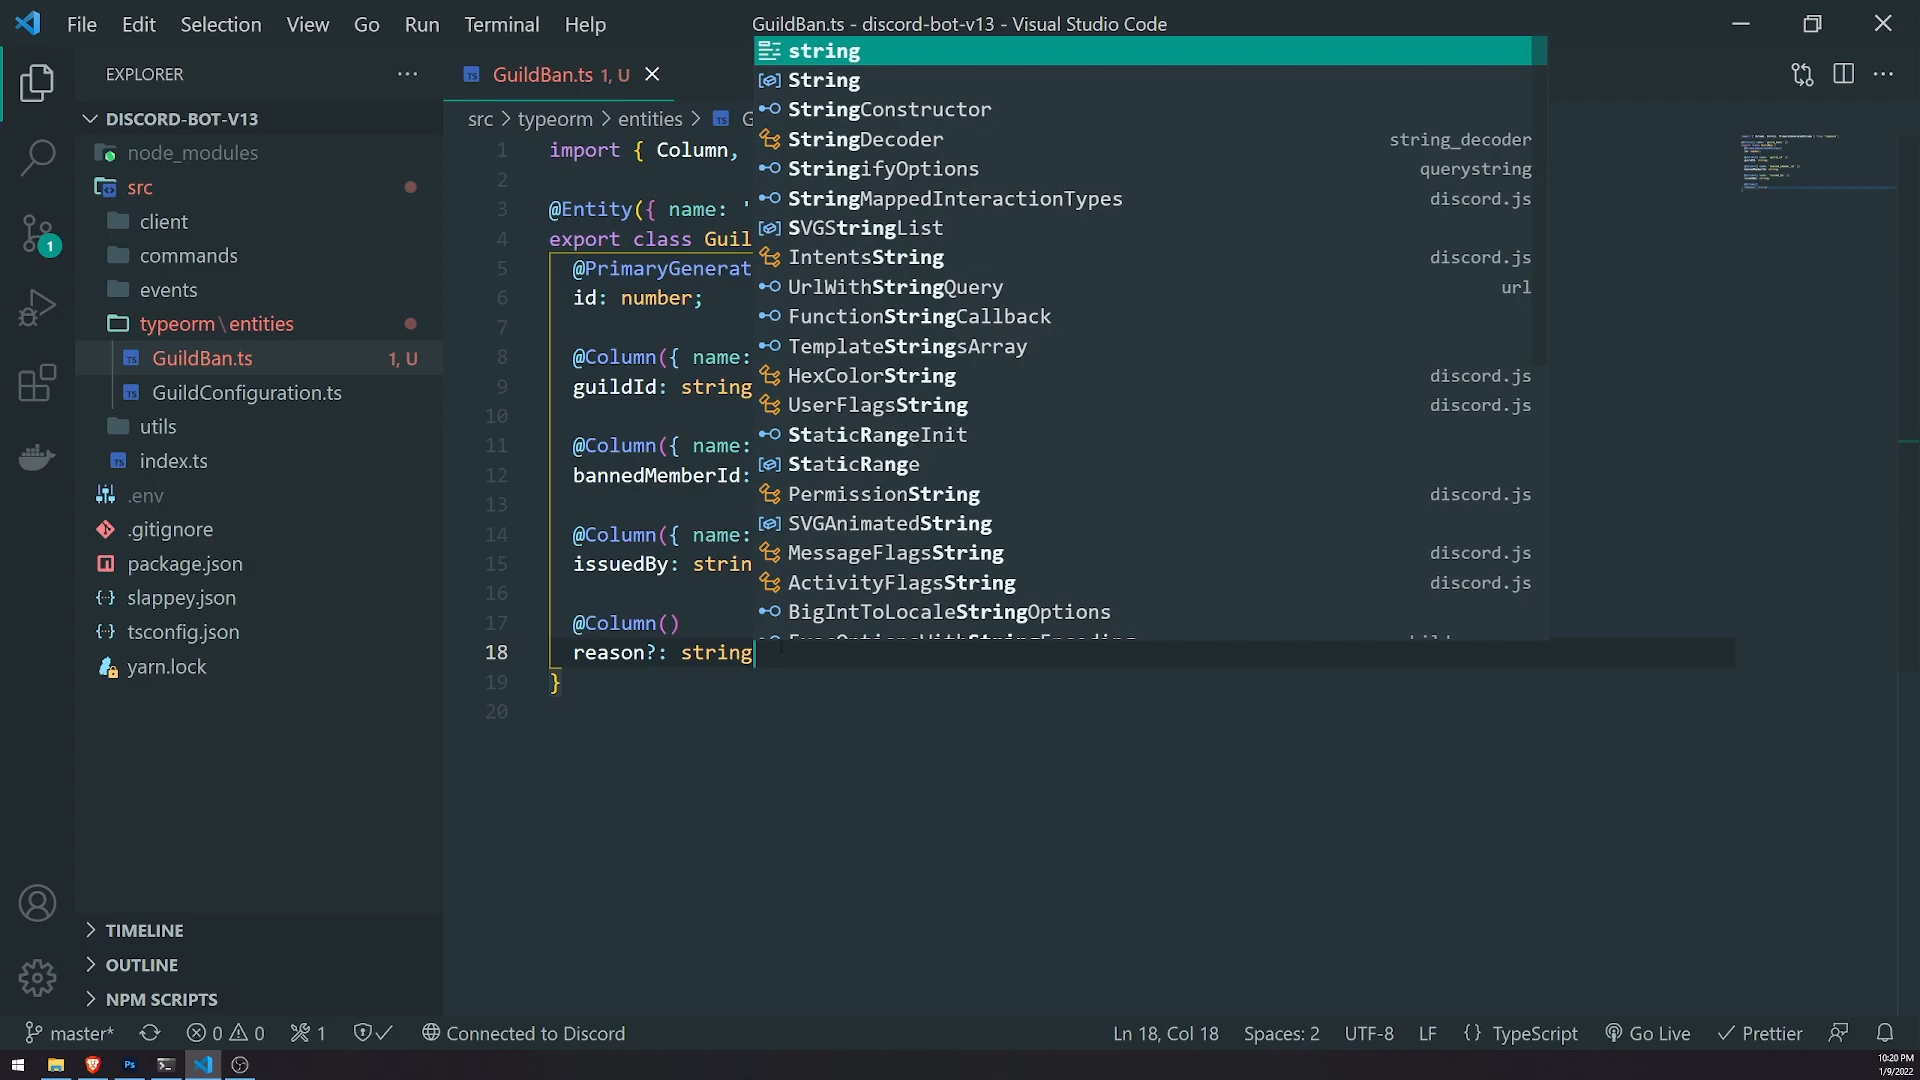 File Edit Selection View Go Run Terminal Help
GuildBan.ts - discord-bot-v13 - Visual Studio Code
EXPLORER
DISCORD-BOT-V13
node_modules
src
client
commands
events
typeorm \ entities
GuildBan.ts 1, U
GuildConfiguration.ts
utils
index.ts
.env
.gitignore
package.json
slappey.json
tsconfig.json
yarn.lock
TIMELINE
OUTLINE
NPM SCRIPTS
1
GuildBan.ts 1, U
src > typeorm > entities > G
1 import { Column,
2
3 @Entity({ name: '
4 export class Guil
5 @PrimaryGenerat
6 id: number;
7
8 @Column({ name:
9 guildId: string
10
11 @Column({ name:
12 bannedMemberId:
13
14 @Column({ name:
15 issuedBy: strin
16
17 @Column()
18 reason?: string
19 }
20
string
String
StringConstructor
StringDecoder string_decoder
StringifyOptions querystring
StringMappedInteractionTypes discord.js
SVGStringList
IntentsString discord.js
UrlWithStringQuery url
FunctionStringCallback
TemplateStringsArray
HexColorString discord.js
UserFlagsString discord.js
StaticRangeInit
StaticRange
PermissionString discord.js
SVGAnimatedString
MessageFlagsString discord.js
ActivityFlagsString discord.js
BigIntToLocaleStringOptions
master* 0 0 1 Connected to Discord
Ln 18, Col 18 Spaces: 2 UTF-8 LF {} TypeScript Go Live Prettier
Ps
10:20 PM
1/9/2022